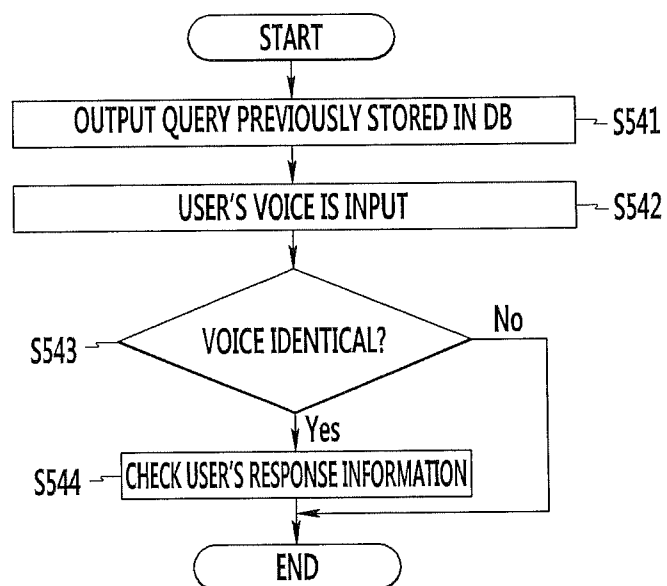 START
OUTPUT QUERY PREVIOUSLY STORED IN DB
S541
USER'S VOICE IS INPUT
S542
VOICE IDENTICAL?
No
S543
Yes
CHECK USER'S RESPONSE INFORMATION
S544
END